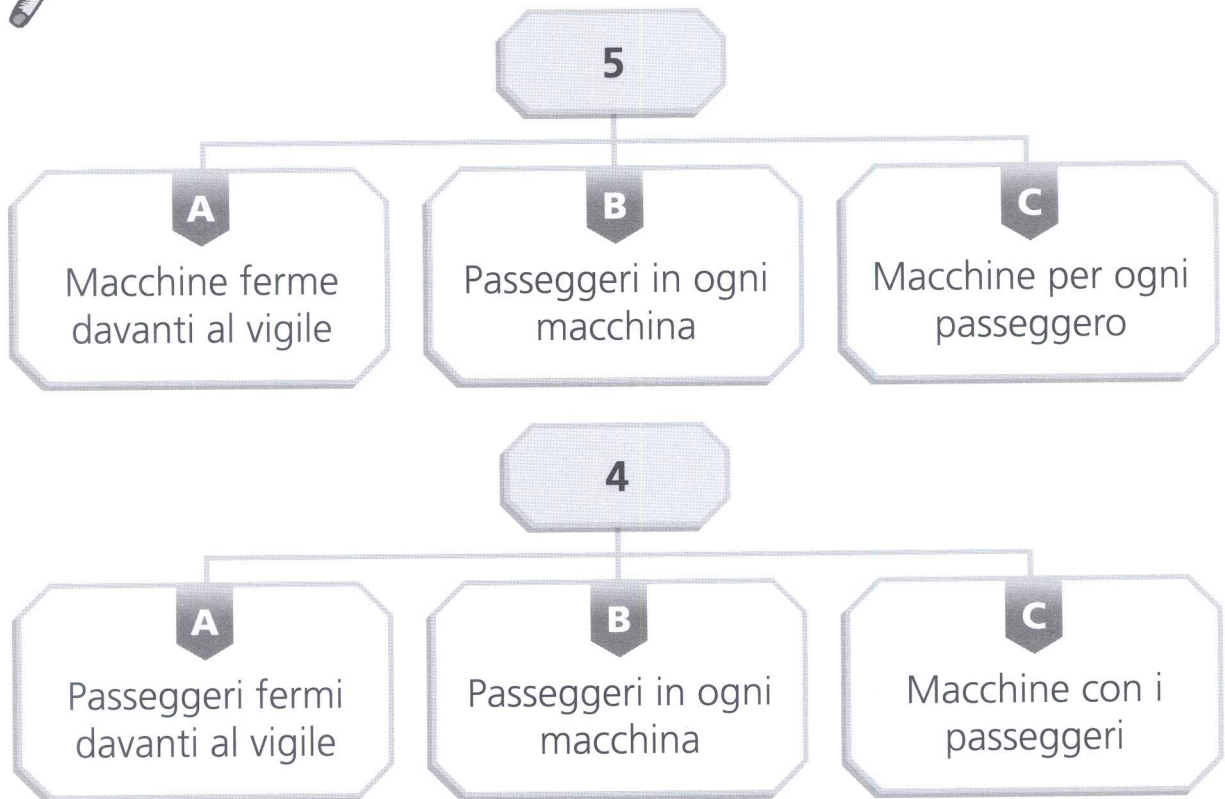 5
A
B
C
Macchine ferme
davanti al vigile
Passeggeri in ogni
macchina
Macchine per ogni
passeggero
4
A
B
C
Passeggeri fermi
davanti al vigile
Passeggeri in ogni
macchina
Macchine con i
passeggeri